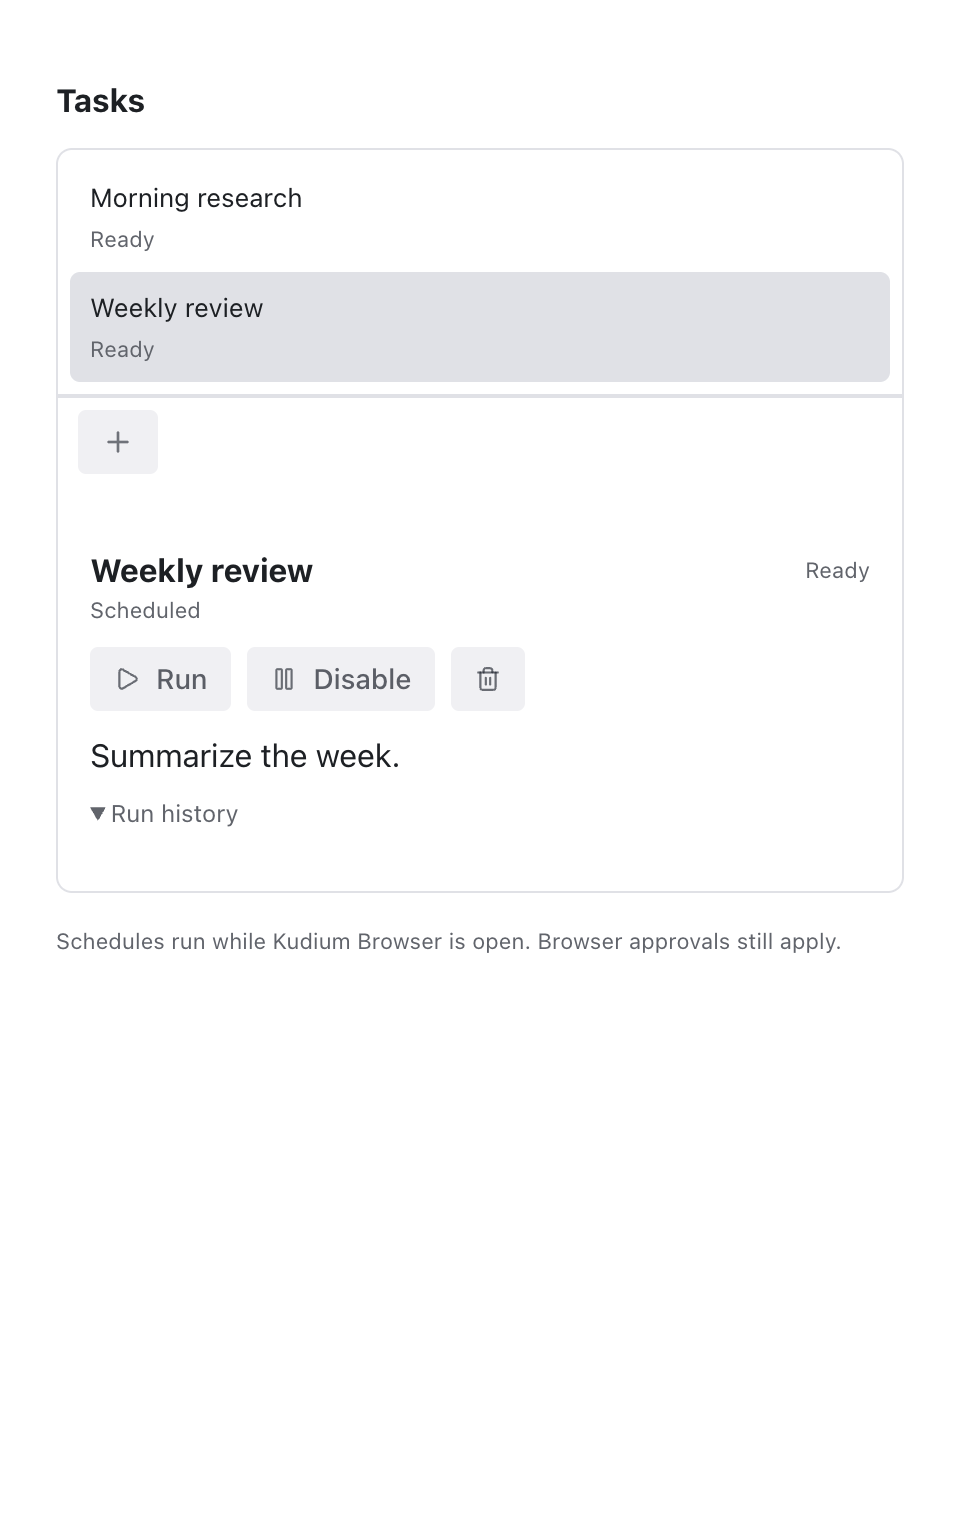 Tasks
Morning research
Ready
Weekly review
Ready
Weekly review
Ready
Scheduled
Run
Disable
Summarize the week.
Run history
Schedules run while Kudium Browser is open. Browser approvals still apply.